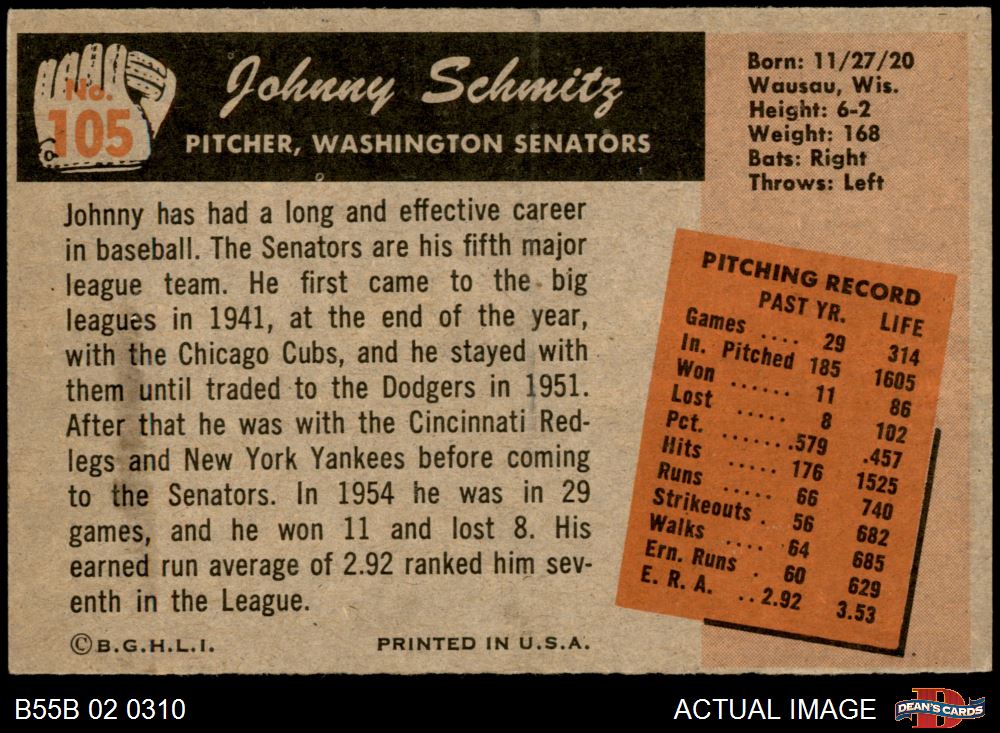 No.
105
Johnny Schmitz
PITCHER, WASHINGTON SENATORS
Born: 11/27/20
Wausau, Wis.
Height: 6-2
Weight: 168
Bats: Right
Throws: Left
Johnny has had a long and effective career
in baseball. The Senators are his fifth major
league team. He first came to the big
leagues in 1941, at the end of the year,
with the Chicago Cubs, and he stayed with
them until traded to the Dodgers in 1951.
After that he was with the Cincinnati Red-
legs and New York Yankees before coming
to the Senators. In 1954 he was in 29
games, and he won 11 and lost 8. His
earned run average of 2.92 ranked him sev-
enth in the League.
PITCHING RECORD
PAST YR. LIFE
Games .... 29 314
In. Pitched 185 1605
Won ...... 11 86
Lost ..... 8 102
Pct. ....... .579 .457
Hits ..... 176 1525
Runs ..... 66 740
Strikeouts . 56 682
Walks .... 64 685
Ern. Runs . 60 629
E. R. A. .. 2.92 3.53
©B.G.H.L.I. PRINTED IN U.S.A.
B55B 02 0310 ACTUAL IMAGE
D
DEAN'S CARDS